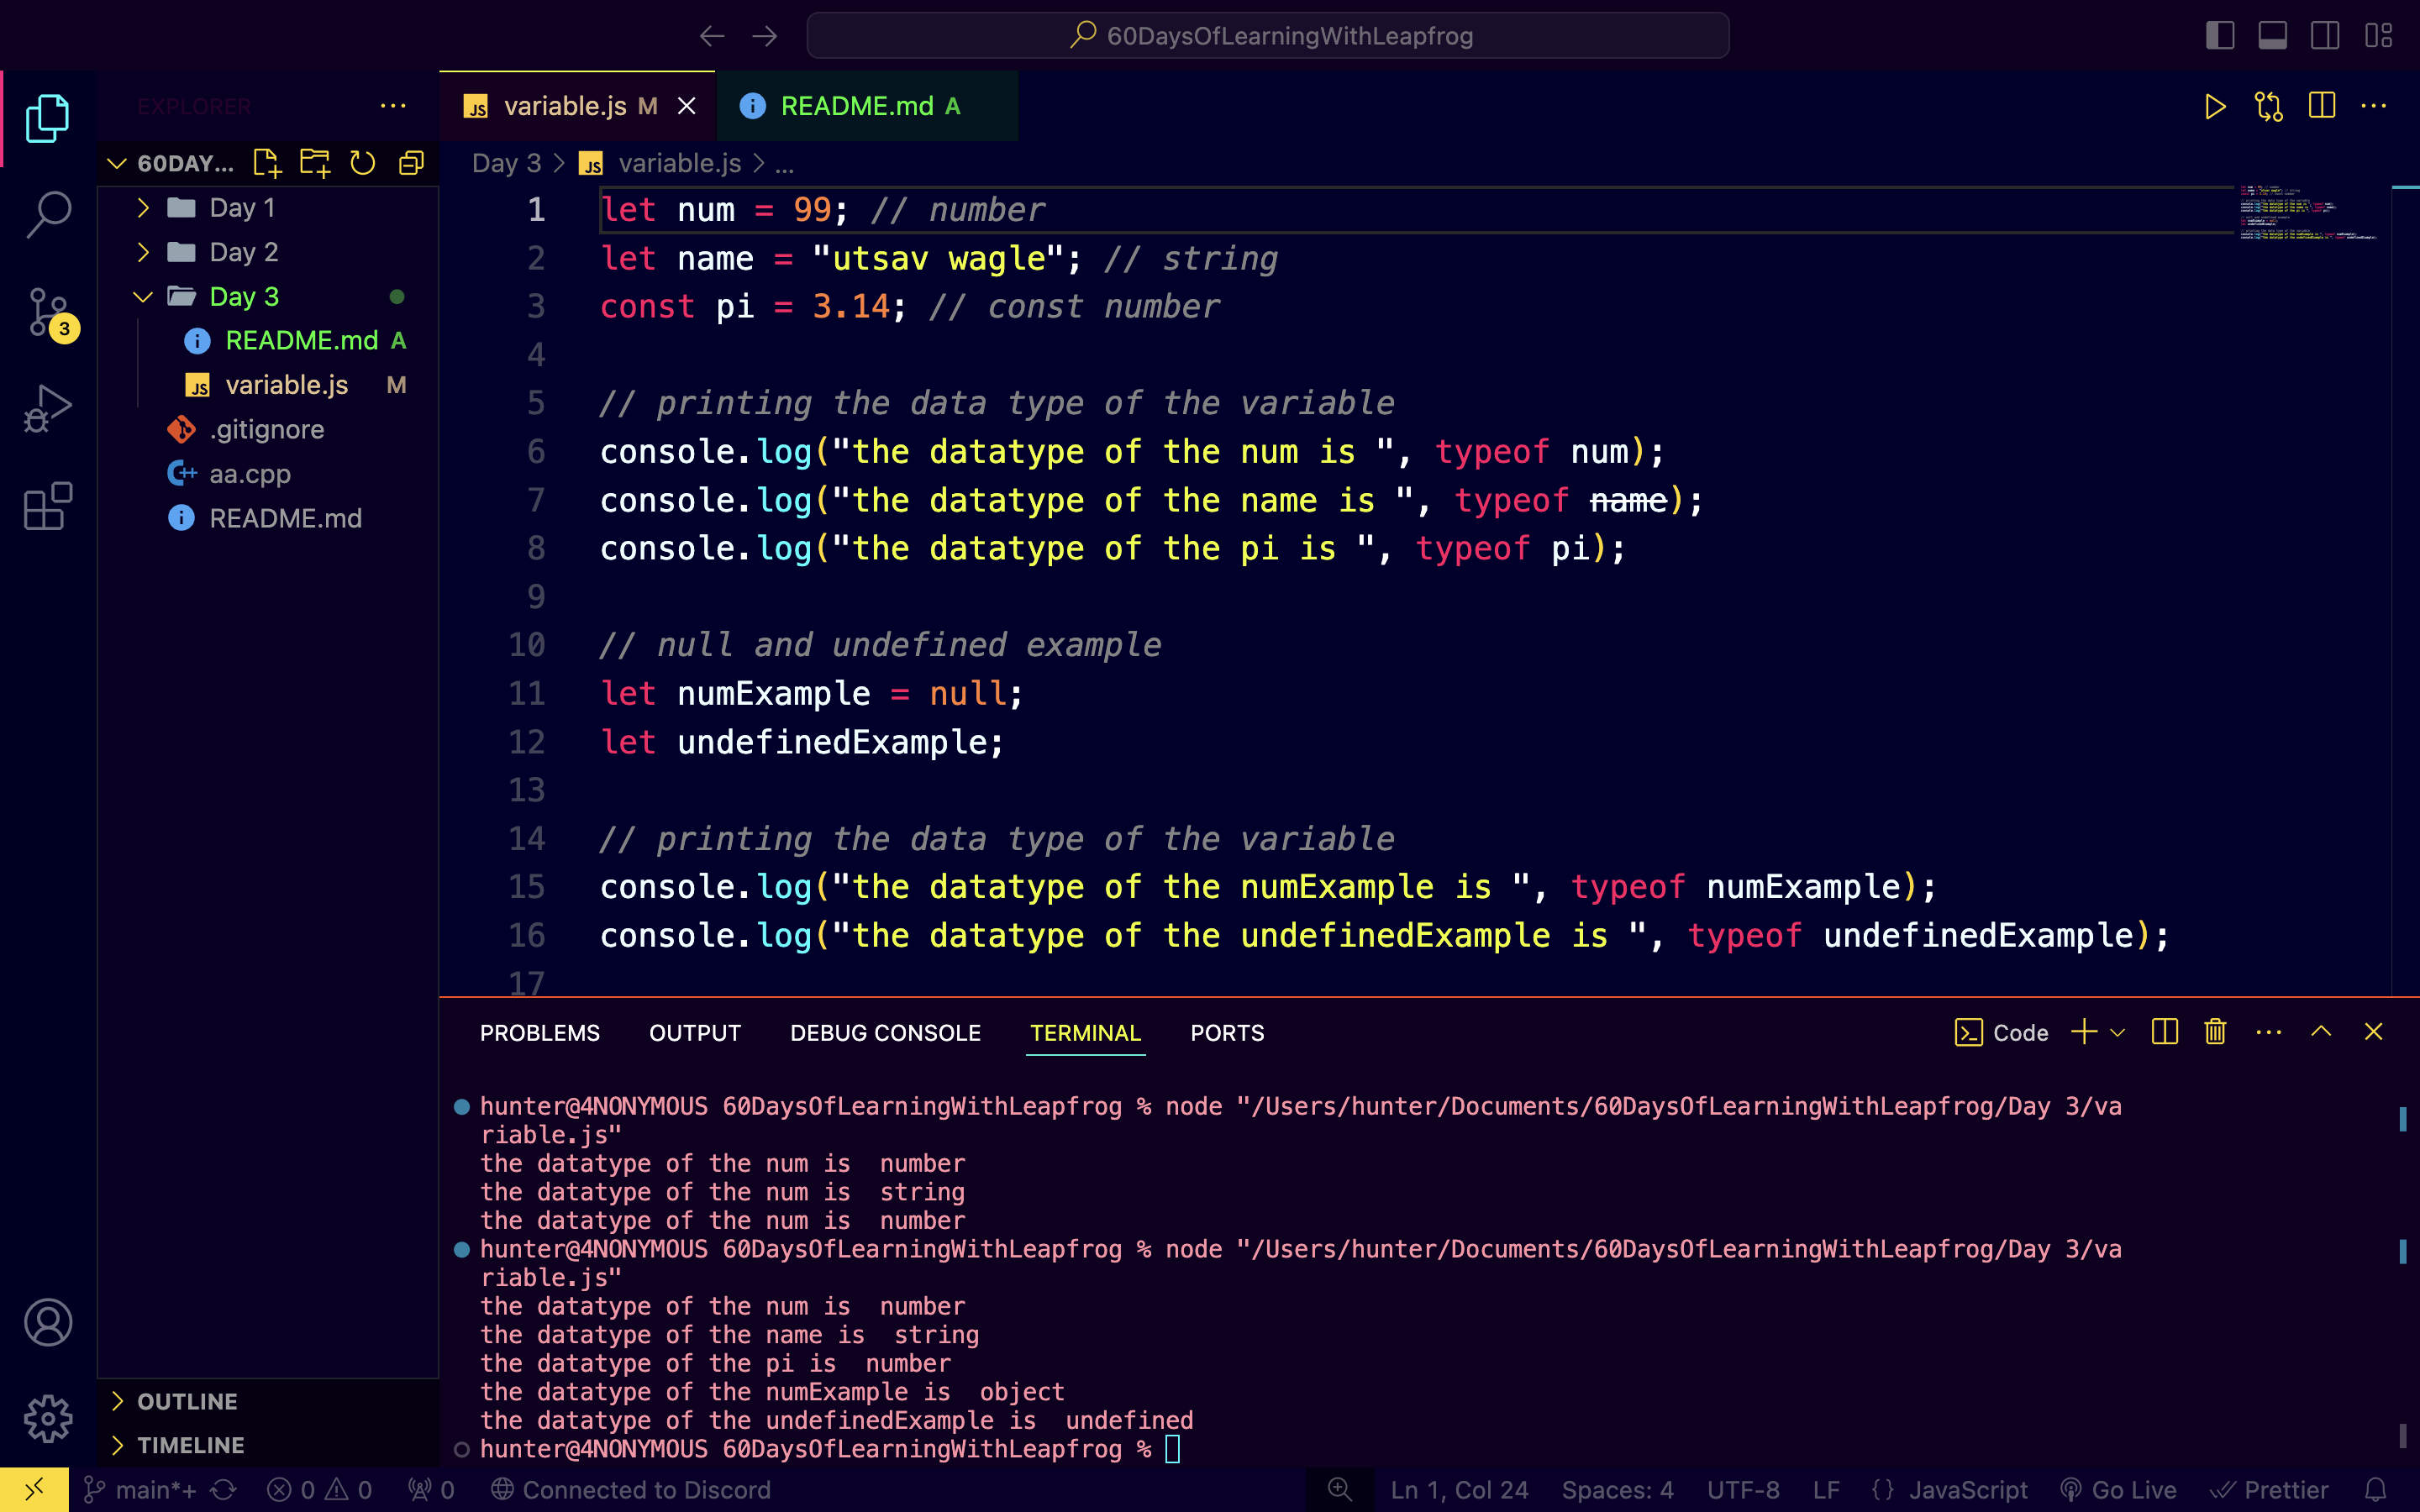 60DaysOfLearningWithLeapfrog
EXPLORER
variable.js M
README.md A
60DAY...
Day 3 > variable.js > ...
Day 1
Day 2
Day 3
README.md A
variable.js M
.gitignore
aa.cpp
README.md
3
1 let num = 99; // number
2 let name = "utsav wagle"; // string
3 const pi = 3.14; // const number
4
5 // printing the data type of the variable
6 console.log("the datatype of the num is ", typeof num);
7 console.log("the datatype of the name is ", typeof name);
8 console.log("the datatype of the pi is ", typeof pi);
9
10 // null and undefined example
11 let numExample = null;
12 let undefinedExample;
13
14 // printing the data type of the variable
15 console.log("the datatype of the numExample is ", typeof numExample);
16 console.log("the datatype of the undefinedExample is ", typeof undefinedExample);
17
PROBLEMS OUTPUT DEBUG CONSOLE TERMINAL PORTS Code
hunter@4NONYMOUS 60DaysOfLearningWithLeapfrog % node "/Users/hunter/Documents/60DaysOfLearningWithLeapfrog/Day 3/va
riable.js"
the datatype of the num is  number
the datatype of the num is  string
the datatype of the num is  number
hunter@4NONYMOUS 60DaysOfLearningWithLeapfrog % node "/Users/hunter/Documents/60DaysOfLearningWithLeapfrog/Day 3/va
riable.js"
the datatype of the num is  number
the datatype of the name is  string
the datatype of the pi is  number
the datatype of the numExample is  object
the datatype of the undefinedExample is  undefined
hunter@4NONYMOUS 60DaysOfLearningWithLeapfrog %
OUTLINE
TIMELINE
main*+ 0 0 0 Connected to Discord Ln 1, Col 24 Spaces: 4 UTF-8 LF {} JavaScript Go Live Prettier